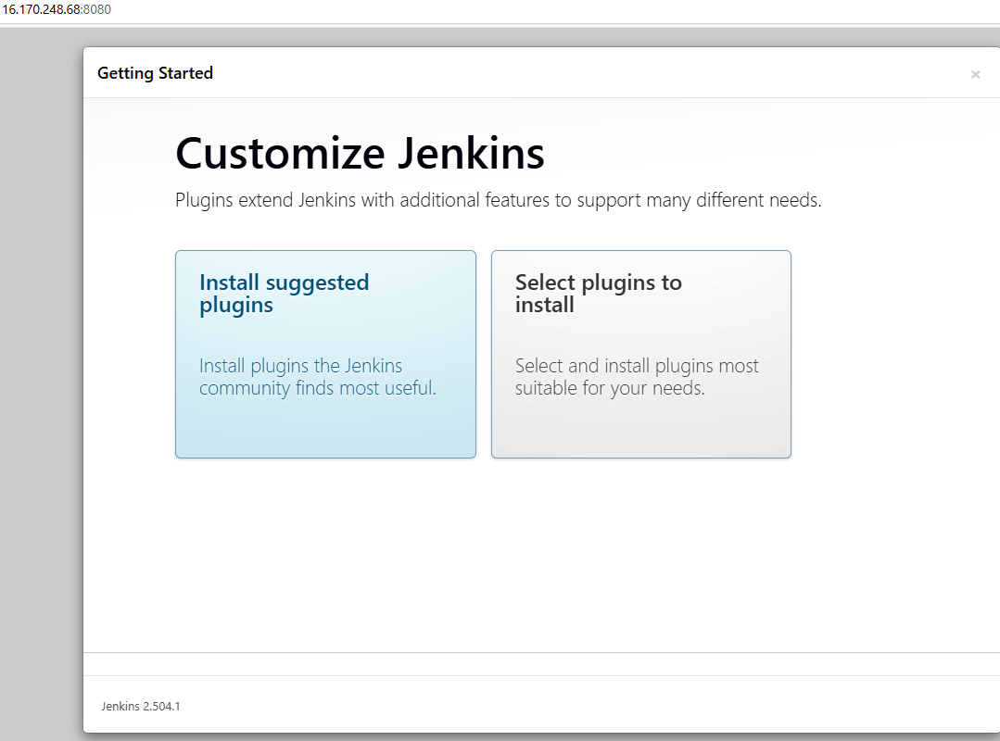 16.170.248.68:8080
Getting Started
×
Customize Jenkins
Plugins extend Jenkins with additional features to support many different needs.
Install suggested
plugins
Install plugins the Jenkins
community finds most useful.
Select plugins to
install
Select and install plugins most
suitable for your needs.
Jenkins 2.504.1